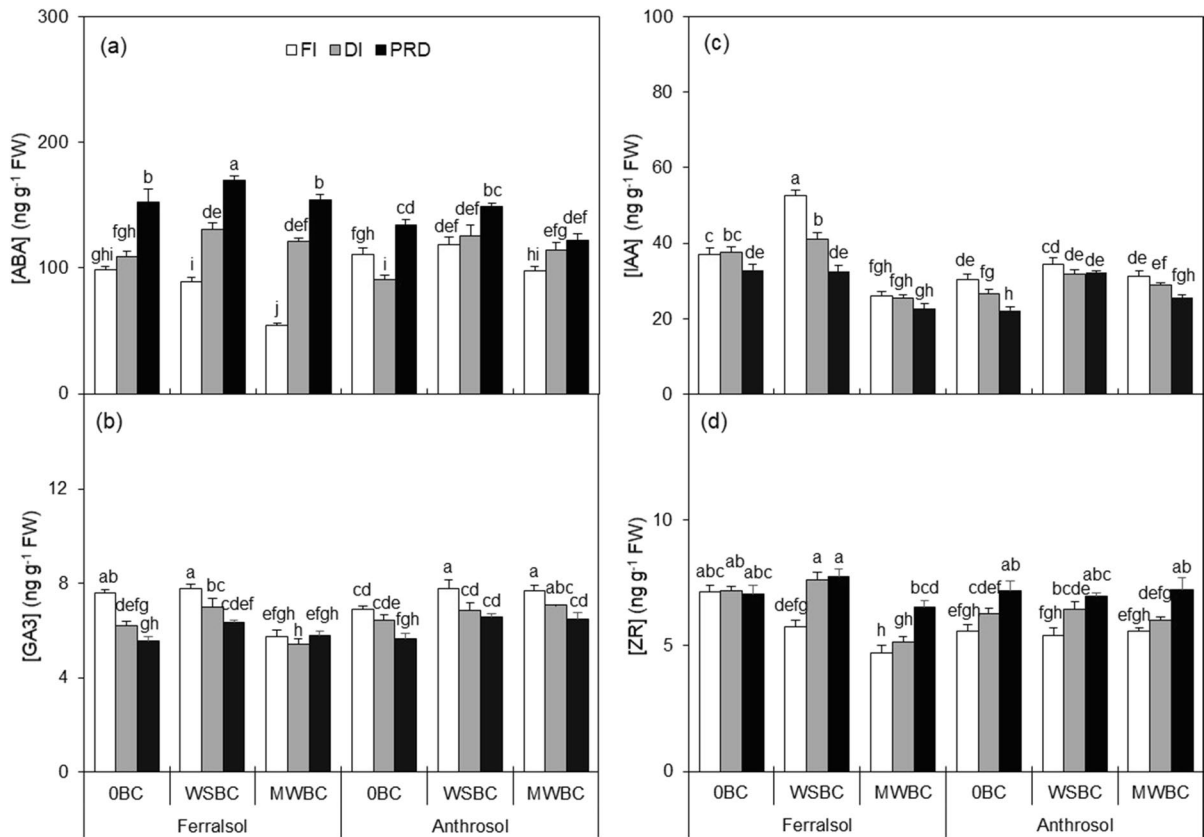 (a)
FI DI PRD
[ABA] (ng g⁻¹ FW)
300
200
100
0
ghi fgh b
i de a
j def b
fgh i cd
def def bc
hi efg def
(b)
[GA3] (ng g⁻¹ FW)
12
8
4
0
ab defg gh
a bc cdef
efgh h efgh
cd cde fgh
a cd cd
a abc cd
0BC WSBC MWBC 0BC WSBC MWBC
Ferralsol Anthrosol
(c)
[IAA] (ng g⁻¹ FW)
100
80
60
40
20
0
c bc de
a b de
fgh fgh gh
de fg h
cd de de
de ef fgh
(d)
[ZR] (ng g⁻¹ FW)
10
5
0
abc ab abc
defg a a
h gh bcd
efgh cdef ab
fgh bcde abc
efgh defg ab
0BC WSBC MWBC 0BC WSBC MWBC
Ferralsol Anthrosol